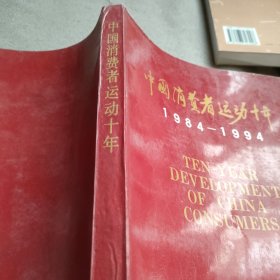 中国消费者运动十年
中國消费者运动十年
1984-1994
TEN YEAR
DEVELOPMENT
OF CHINA
CONSUMERS